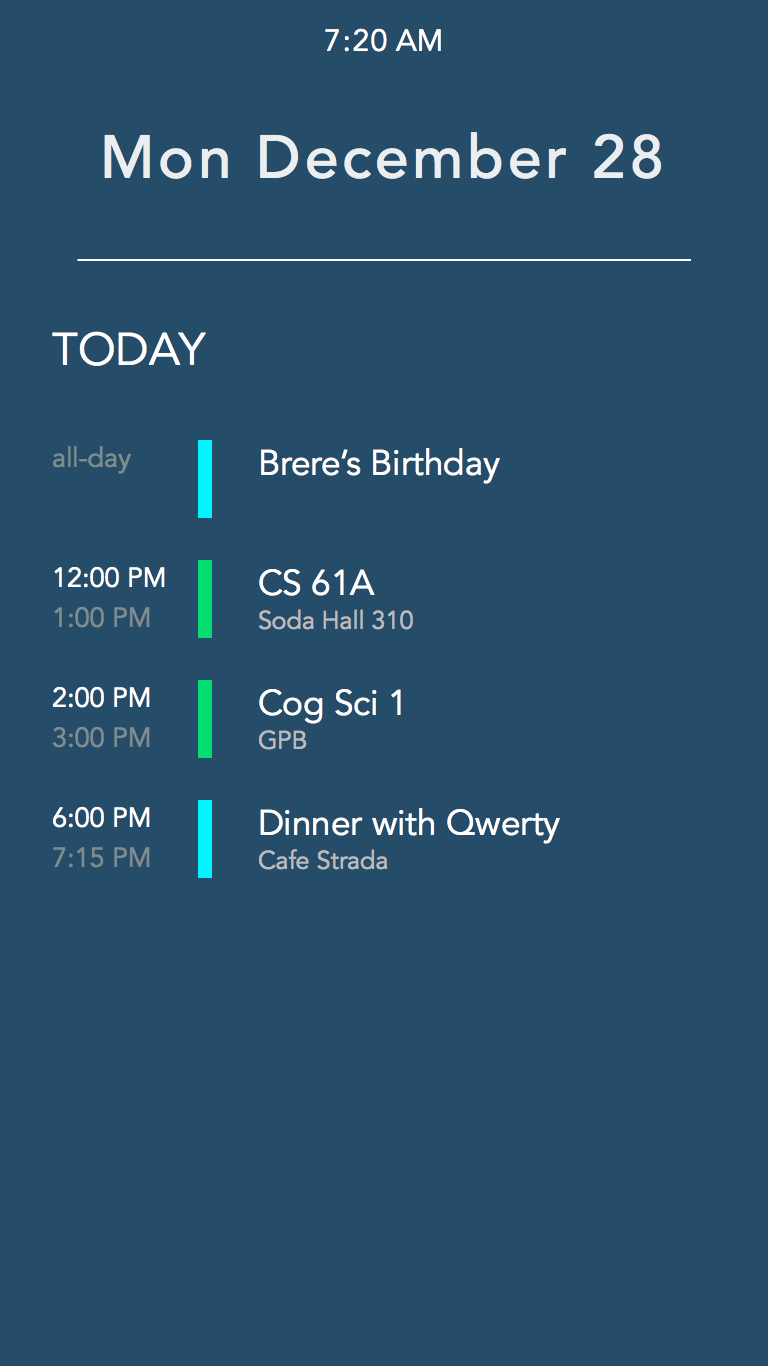 7:20 AM
Mon December 28
TODAY
all-day
Brere’s Birthday
12:00 PM
1:00 PM
CS 61A
Soda Hall 310
2:00 PM
3:00 PM
Cog Sci 1
GPB
6:00 PM
7:15 PM
Dinner with Qwerty
Cafe Strada